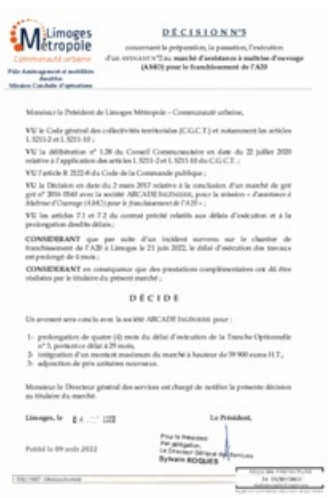 Limoges
Métropole
Communauté urbaine
Pôle Aménagement et mobilités
durables
Mission Conduite d'opérations
DÉCISION N°5
concernant la préparation, la passation, l'exécution
d'un AVENANT N°2 au marché d'assistance à maîtrise d'ouvrage
(AMO) pour le franchissement de l'A20
Monsieur le Président de Limoges Métropole – Communauté urbaine,
VU le Code général des collectivités territoriales (C.G.C.T.) et notamment les articles
L 5211-2 et L 5211-10 ;
VU la délibération n° 1.28 du Conseil Communautaire en date du 22 juillet 2020
relative à l'application des articles L 5211-2 et L 5211-10 du C.G.C.T. ;
VU l'article R 2122-8 du Code de la Commande publique ;
VU la Décision en date du 2 mars 2017 relative à la conclusion d'un marché de gré à
gré n° 2016-0540 avec la société ARCADE INGENIERIE, pour la mission « d'assistance à
Maîtrise d'Ouvrage (AMO) pour le franchissement de l'A20 » ;
VU les articles 7.1 et 7.2 du contrat précité relatifs aux délais d'exécution et à la
prolongation desdits délais ;
CONSIDERANT que par suite d'un incident survenu sur le chantier de
franchissement de l'A20 à Limoges le 21 juin 2022, le délai d'exécution des travaux
est prolongé de 4 mois ;
CONSIDERANT en conséquence que des prestations complémentaires ont dû être
réalisées par le titulaire du présent marché ;
DÉCIDE
Un avenant sera conclu avec la société ARCADE INGENIERIE pour :
1- prolongation de quatre (4) mois du délai d'exécution de la Tranche Optionnelle
n° 3, portant ce délai à 29 mois,
2- intégration d'un montant maximum du marché à hauteur de 39 900 euros H.T.,
3- adjonction de prix unitaires nouveaux.
Monsieur le Directeur général des services est chargé de notifier la présente décision
au titulaire du marché.
Limoges, le
Le Président,
Pour le Président
Par délégation,
Le Directeur Général des Services
Sylvain ROQUES
Publié le 09 août 2022